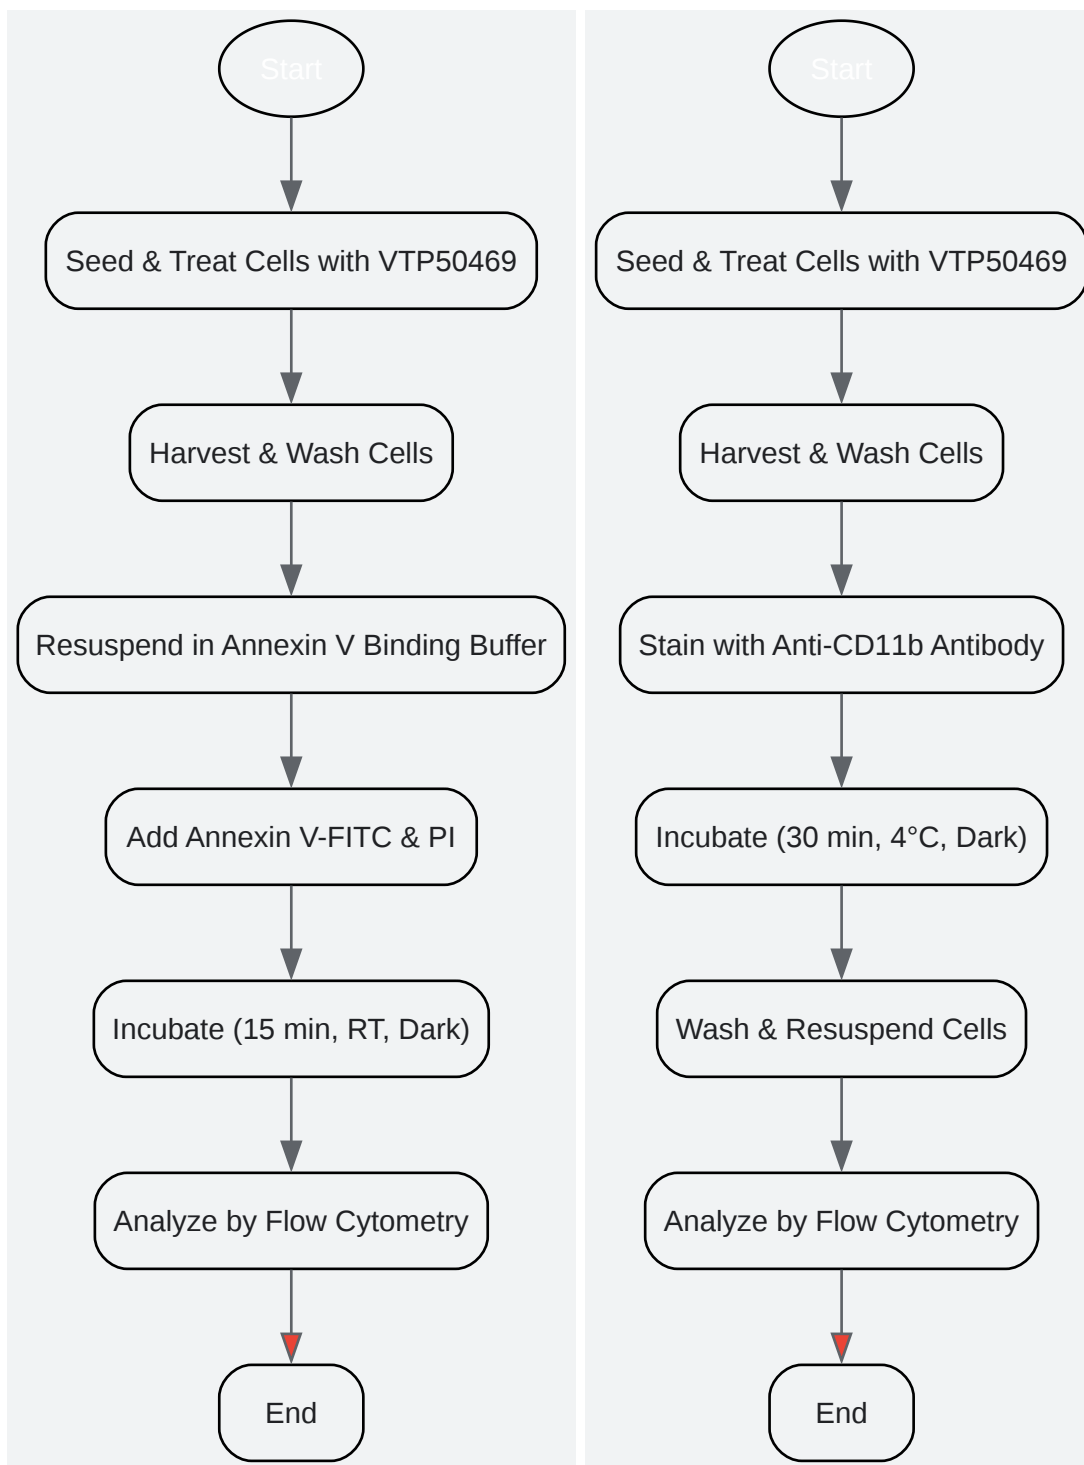 Start
Seed & Treat Cells with VTP50469
Harvest & Wash Cells
Resuspend in Annexin V Binding Buffer
Add Annexin V-FITC & PI
Incubate (15 min, RT, Dark)
Analyze by Flow Cytometry
End
Start
Seed & Treat Cells with VTP50469
Harvest & Wash Cells
Stain with Anti-CD11b Antibody
Incubate (30 min, 4°C, Dark)
Wash & Resuspend Cells
Analyze by Flow Cytometry
End